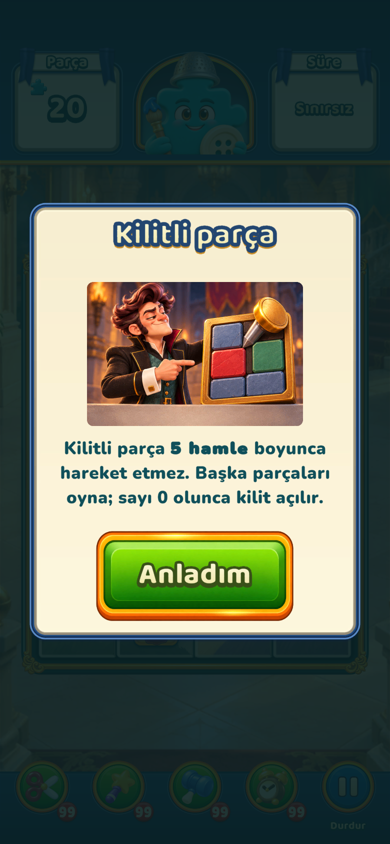 Parça
Süre
20
Sınırsız
Kilitli parça
Kilitli parça 5 hamle boyunca
hareket etmez. Başka parçaları
oyna; sayı 0 olunca kilit açılır.
Anladım
99
99
99
99
Durdur